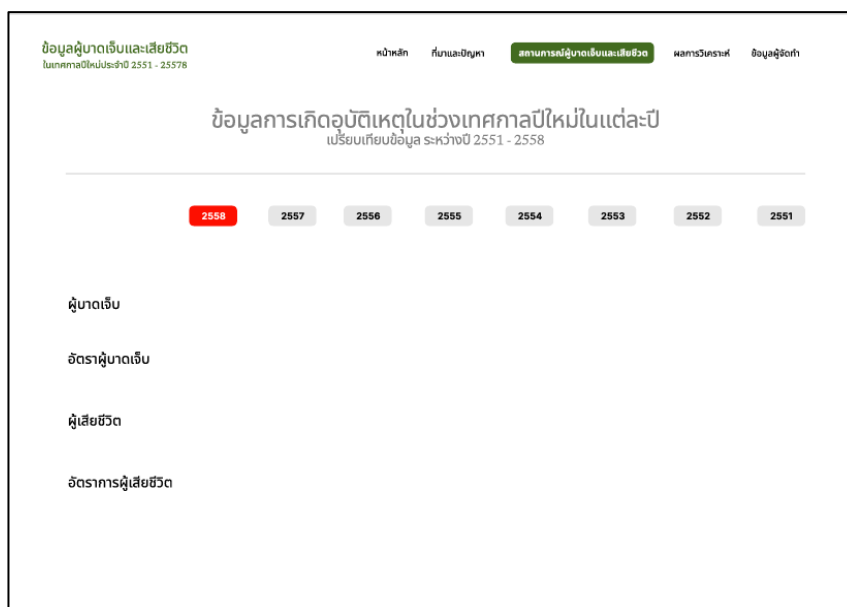 ข้อมูลผู้บาดเจ็บและเสียชีวิต
ในเทศกาลปีใหม่ประจำปี 2551 - 25578
หน้าหลัก ที่มาและปัญหา สถานการณ์ผู้บาดเจ็บและเสียชีวิต ผลการวิเคราะห์ ข้อมูลผู้จัดทำ
ข้อมูลการเกิดอุบัติเหตุในช่วงเทศกาลปีใหม่ในแต่ละปี
เปรียบเทียบข้อมูล ระหว่างปี 2551 - 2558
2558 2557 2556 2555 2554 2553 2552 2551
ผู้บาดเจ็บ
อัตราผู้บาดเจ็บ
ผู้เสียชีวิต
อัตราการผู้เสียชีวิต